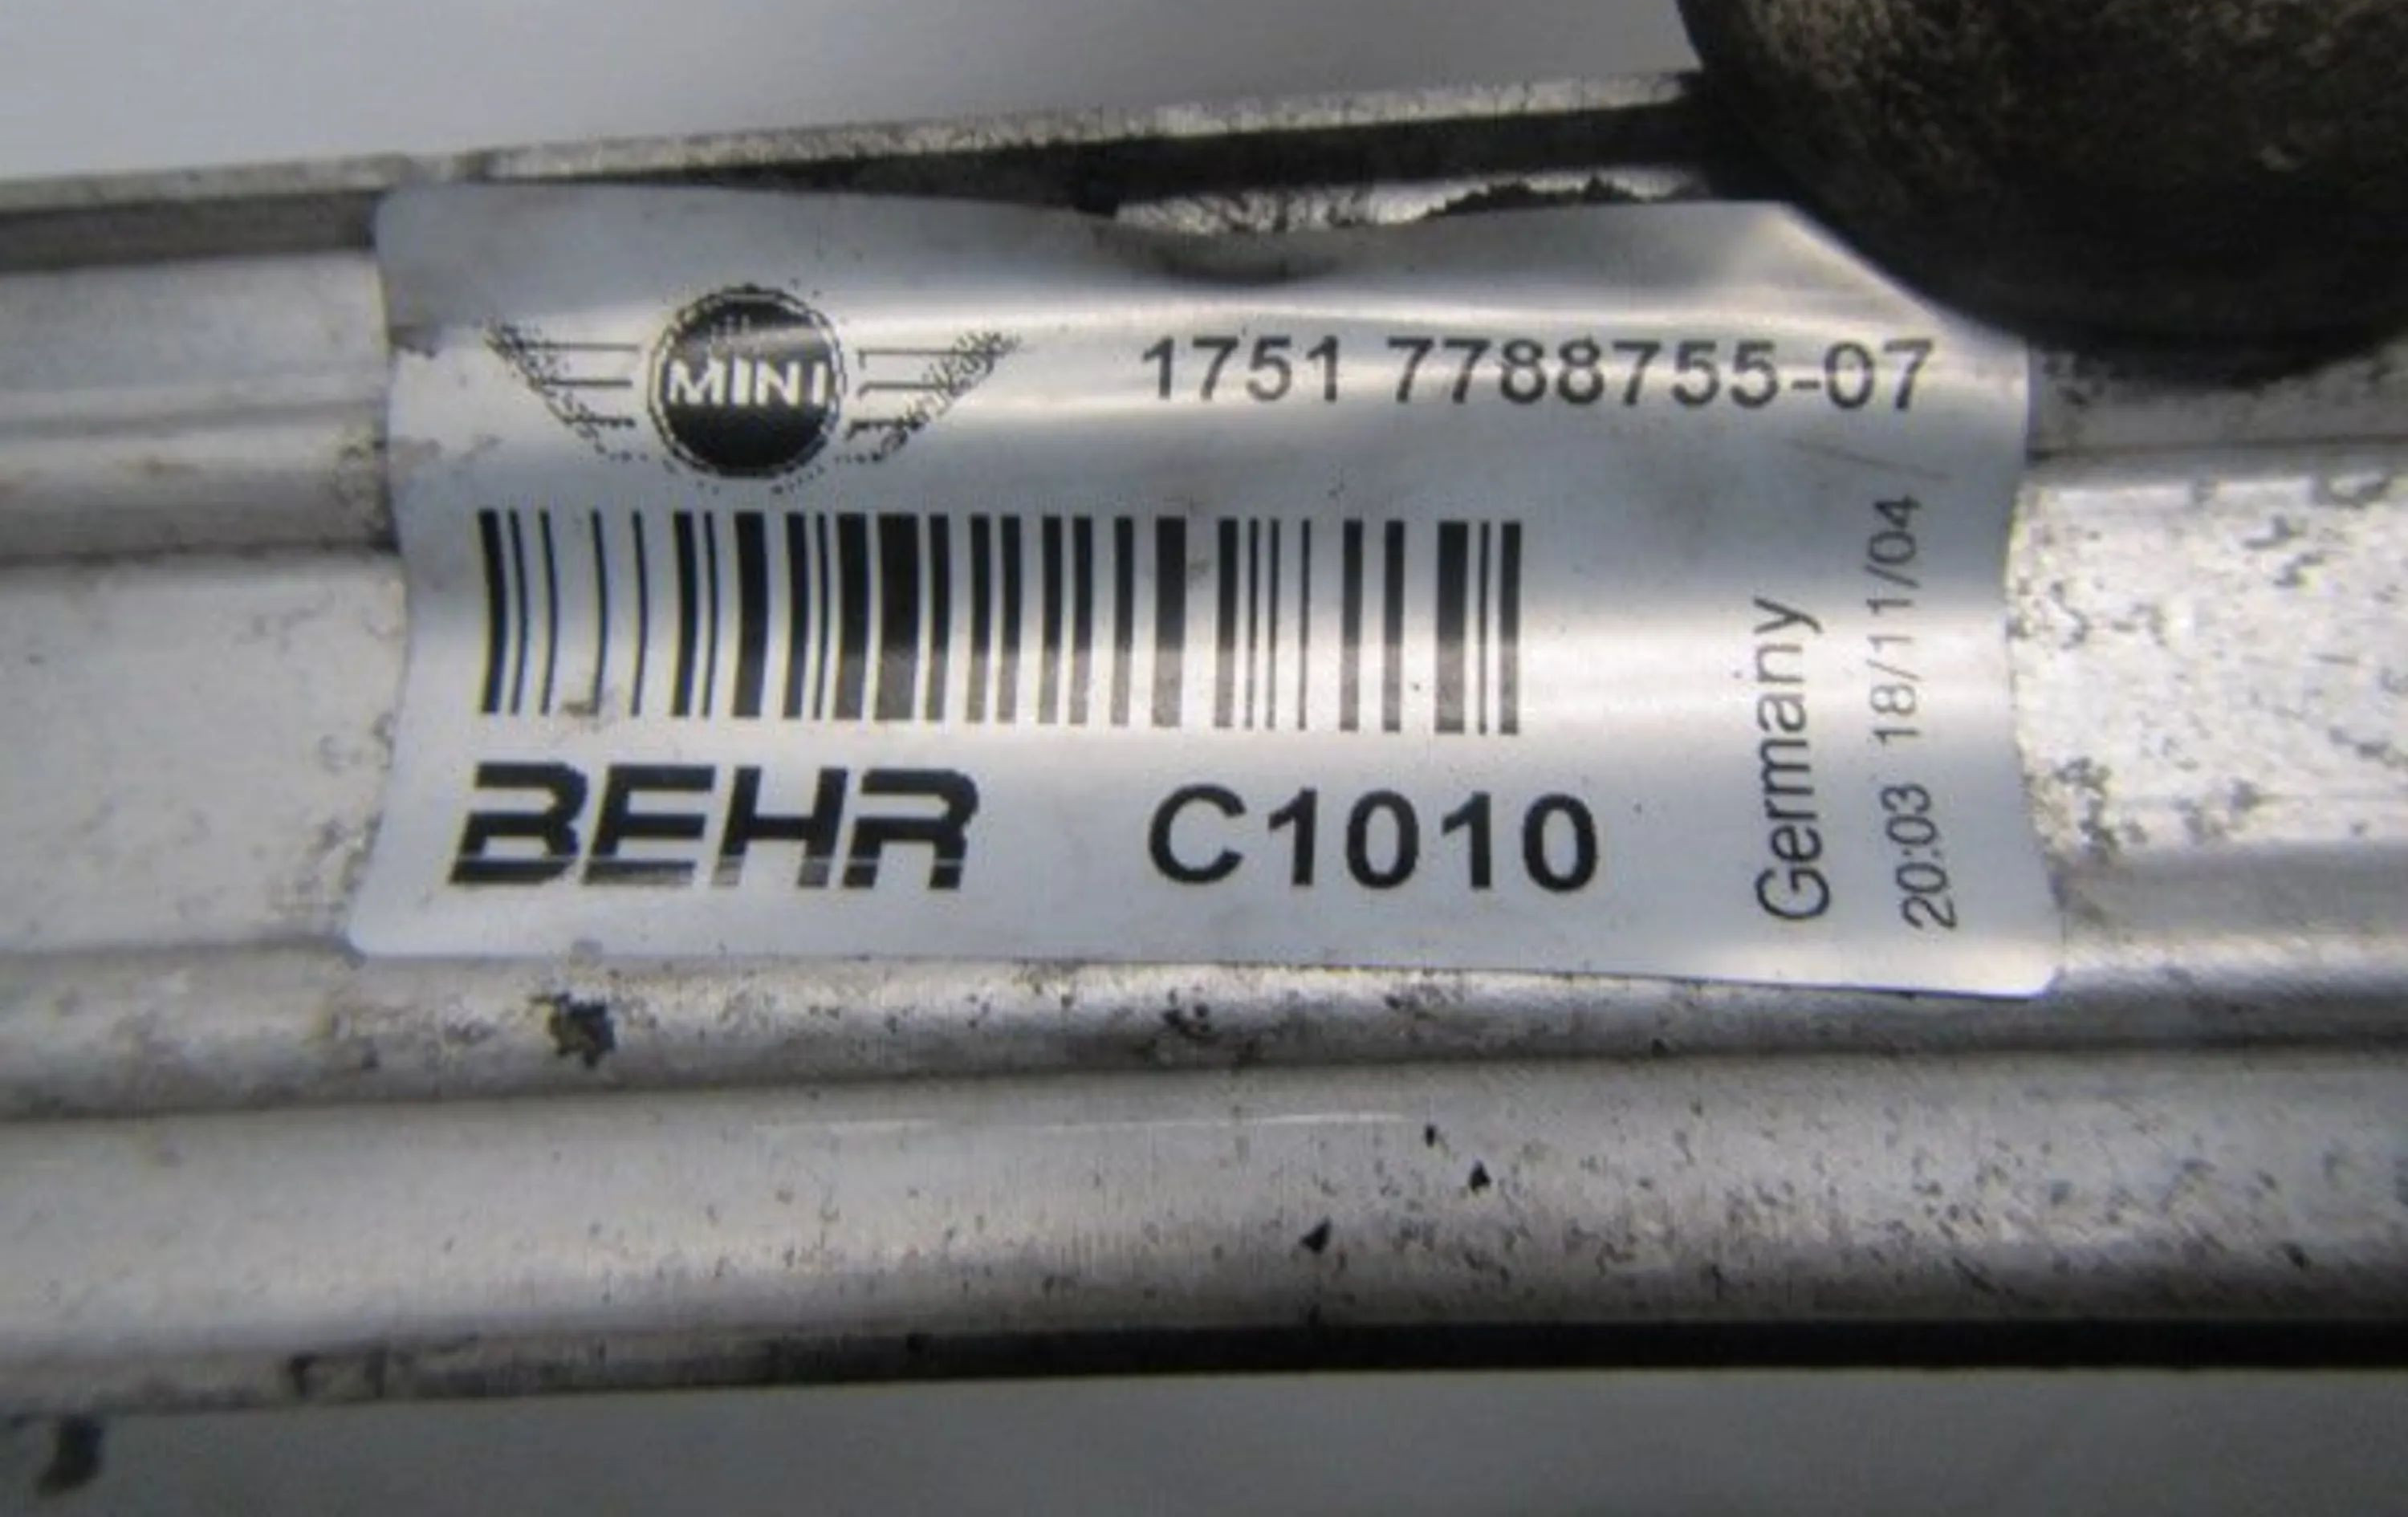 MINI
1751 7788755-07
BEHR C1010
Germany
20:03 18/11/04